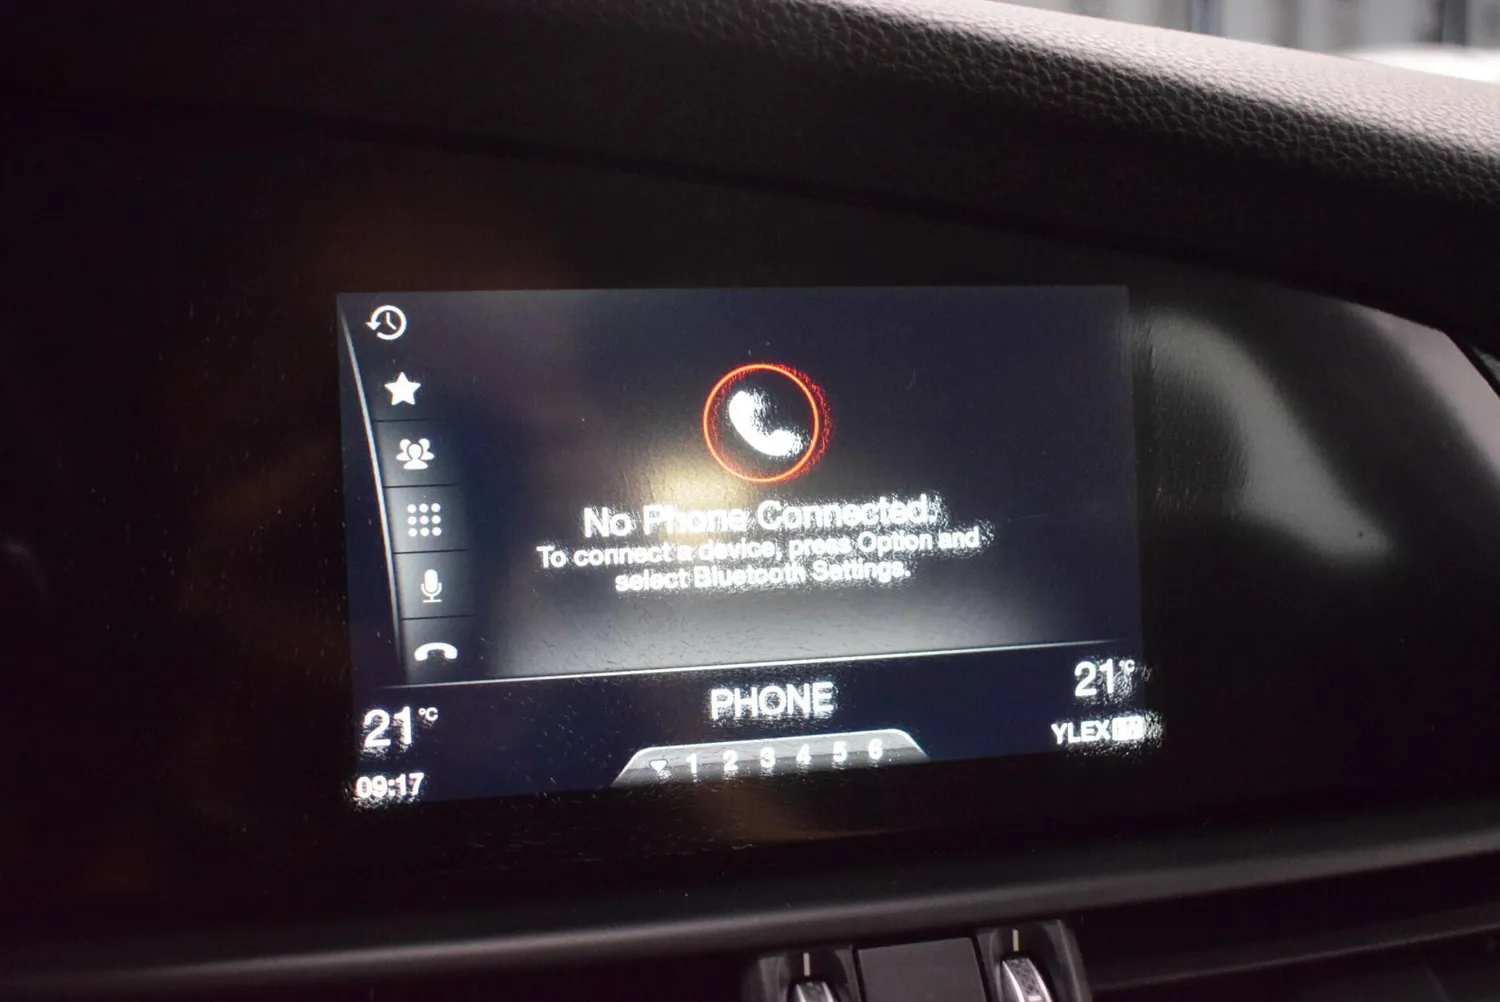 No Phone Connected.
To connect a device, press Option and
select Bluetooth Settings.
PHONE
21°C
21°C
YLEX
1 2 3 4 5 6
09:17